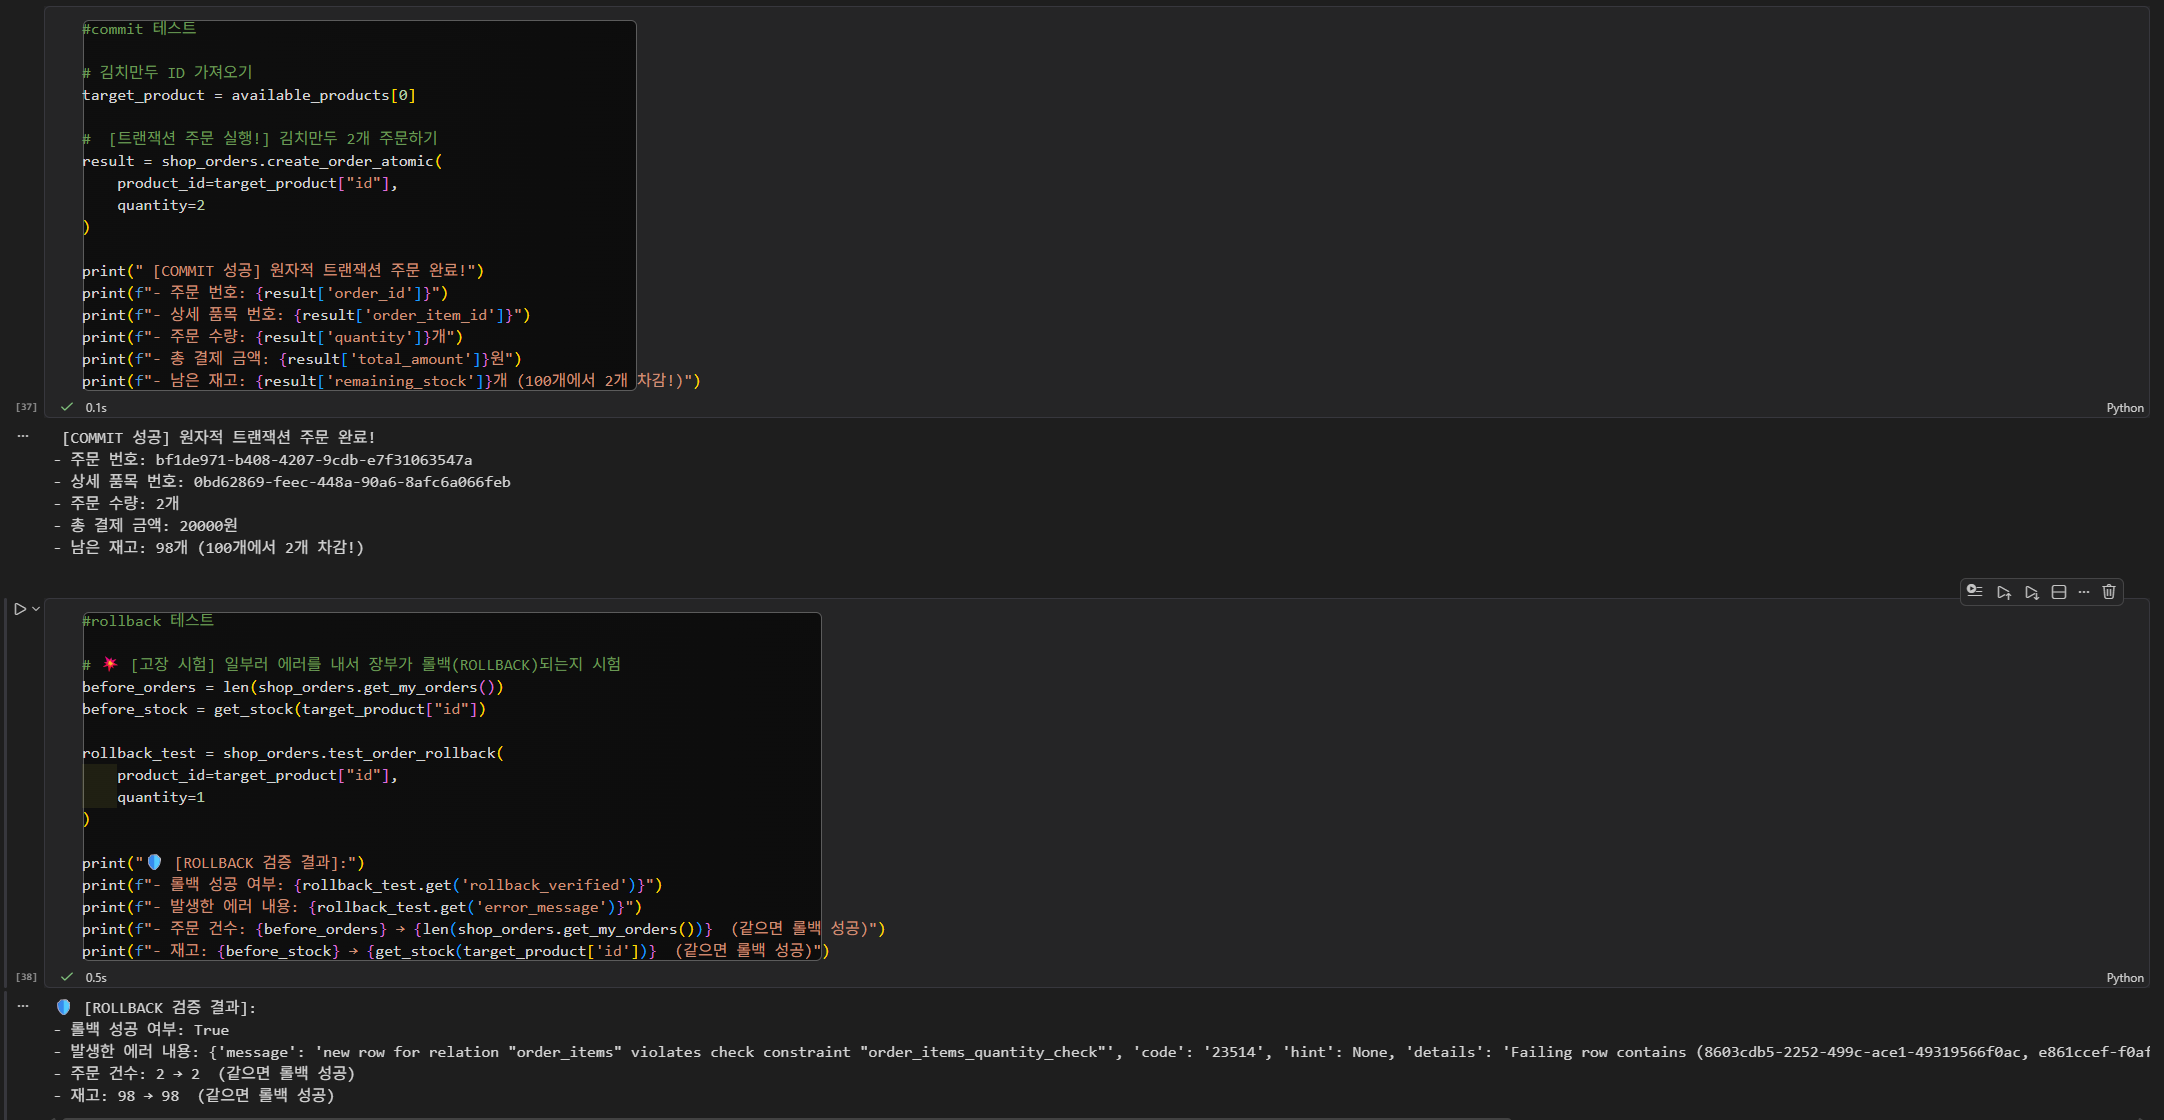 #commit 테스트
# 김치만두 ID 가져오기
target_product = available_products[0]
#  [트랜잭션 주문 실행!] 김치만두 2개 주문하기
result = shop_orders.create_order_atomic(
    product_id=target_product["id"],
    quantity=2
)
print(" [COMMIT 성공] 원자적 트랜잭션 주문 완료!")
print(f"- 주문 번호: {result['order_id']}")
print(f"- 상세 품목 번호: {result['order_item_id']}")
print(f"- 주문 수량: {result['quantity']}개")
print(f"- 총 결제 금액: {result['total_amount']}원")
print(f"- 남은 재고: {result['remaining_stock']}개 (100개에서 2개 차감!)")
[37] 0.1s Python
[COMMIT 성공] 원자적 트랜잭션 주문 완료!
- 주문 번호: bf1de971-b408-4207-9cdb-e7f31063547a
- 상세 품목 번호: 0bd62869-feec-448a-90a6-8afc6a066feb
- 주문 수량: 2개
- 총 결제 금액: 20000원
- 남은 재고: 98개 (100개에서 2개 차감!)
#rollback 테스트
# 💥 [고장 시험] 일부러 에러를 내서 장부가 롤백(ROLLBACK)되는지 시험
before_orders = len(shop_orders.get_my_orders())
before_stock = get_stock(target_product["id"])
rollback_test = shop_orders.test_order_rollback(
    product_id=target_product["id"],
    quantity=1
)
print("🛡️ [ROLLBACK 검증 결과]:")
print(f"- 롤백 성공 여부: {rollback_test.get('rollback_verified')}")
print(f"- 발생한 에러 내용: {rollback_test.get('error_message')}")
print(f"- 주문 건수: {before_orders} → {len(shop_orders.get_my_orders())}  (같으면 롤백 성공)")
print(f"- 재고: {before_stock} → {get_stock(target_product['id'])}  (같으면 롤백 성공)")
[38] 0.5s Python
🛡️ [ROLLBACK 검증 결과]:
- 롤백 성공 여부: True
- 발생한 에러 내용: {'message': 'new row for relation "order_items" violates check constraint "order_items_quantity_check"', 'code': '23514', 'hint': None, 'details': 'Failing row contains (8603cdb5-2252-499c-ace1-49319566f0ac, e861ccef-f0af
- 주문 건수: 2 → 2  (같으면 롤백 성공)
- 재고: 98 → 98  (같으면 롤백 성공)